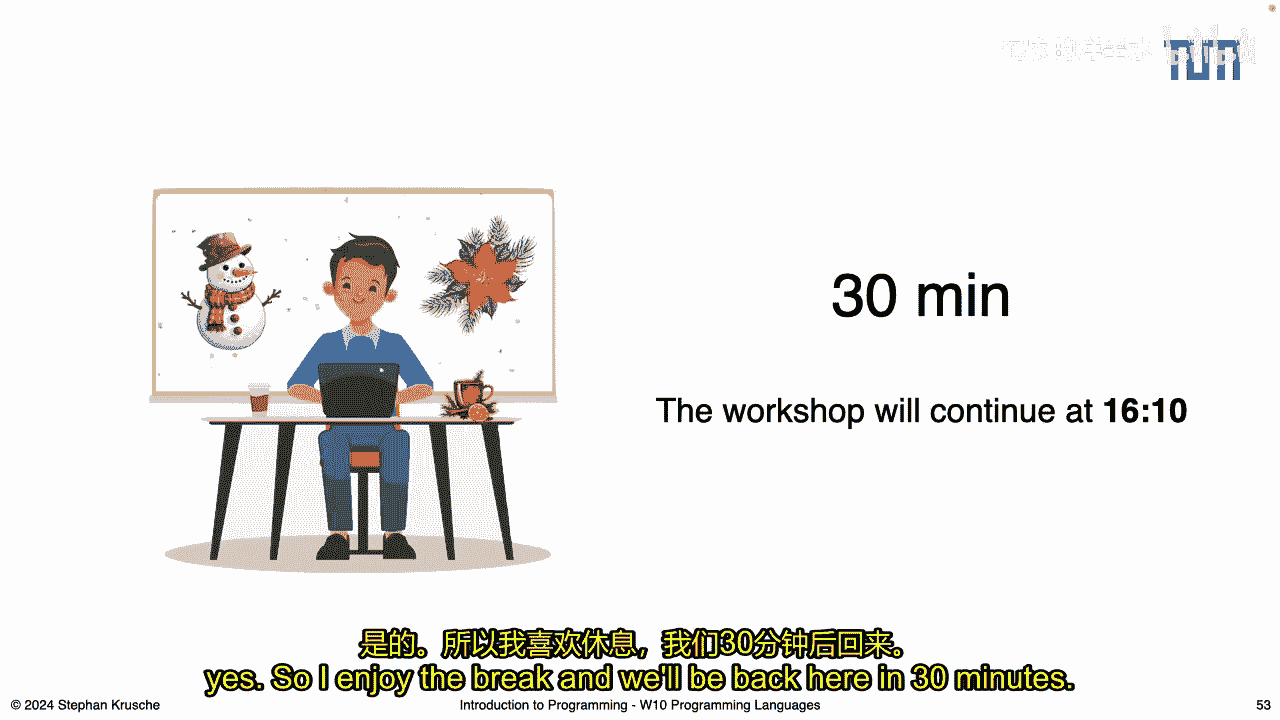 TUM
30 min
The workshop will continue at 16:10
是的。所以我喜欢休息，我们30分钟后回来。
yes. So I enjoy the break and we'll be back here in 30 minutes.
© 2024 Stephan Krusche
Introduction to Programming - W10 Programming Languages
53